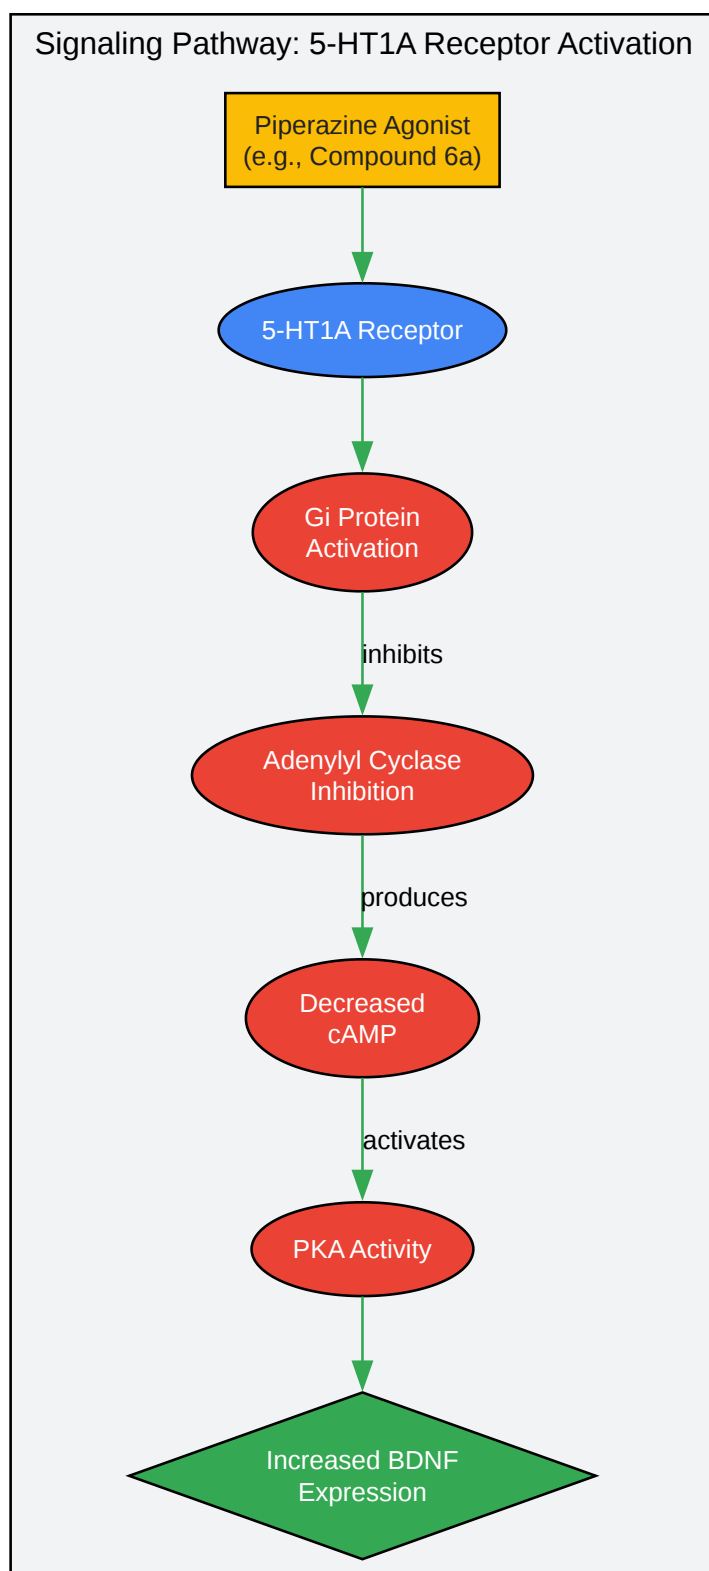 Signaling Pathway: 5-HT1A Receptor Activation
Piperazine Agonist
(e.g., Compound 6a)
5-HT1A Receptor
Gi Protein
Activation
inhibits
Adenylyl Cyclase
Inhibition
produces
Decreased
cAMP
activates
PKA Activity
Increased BDNF
Expression